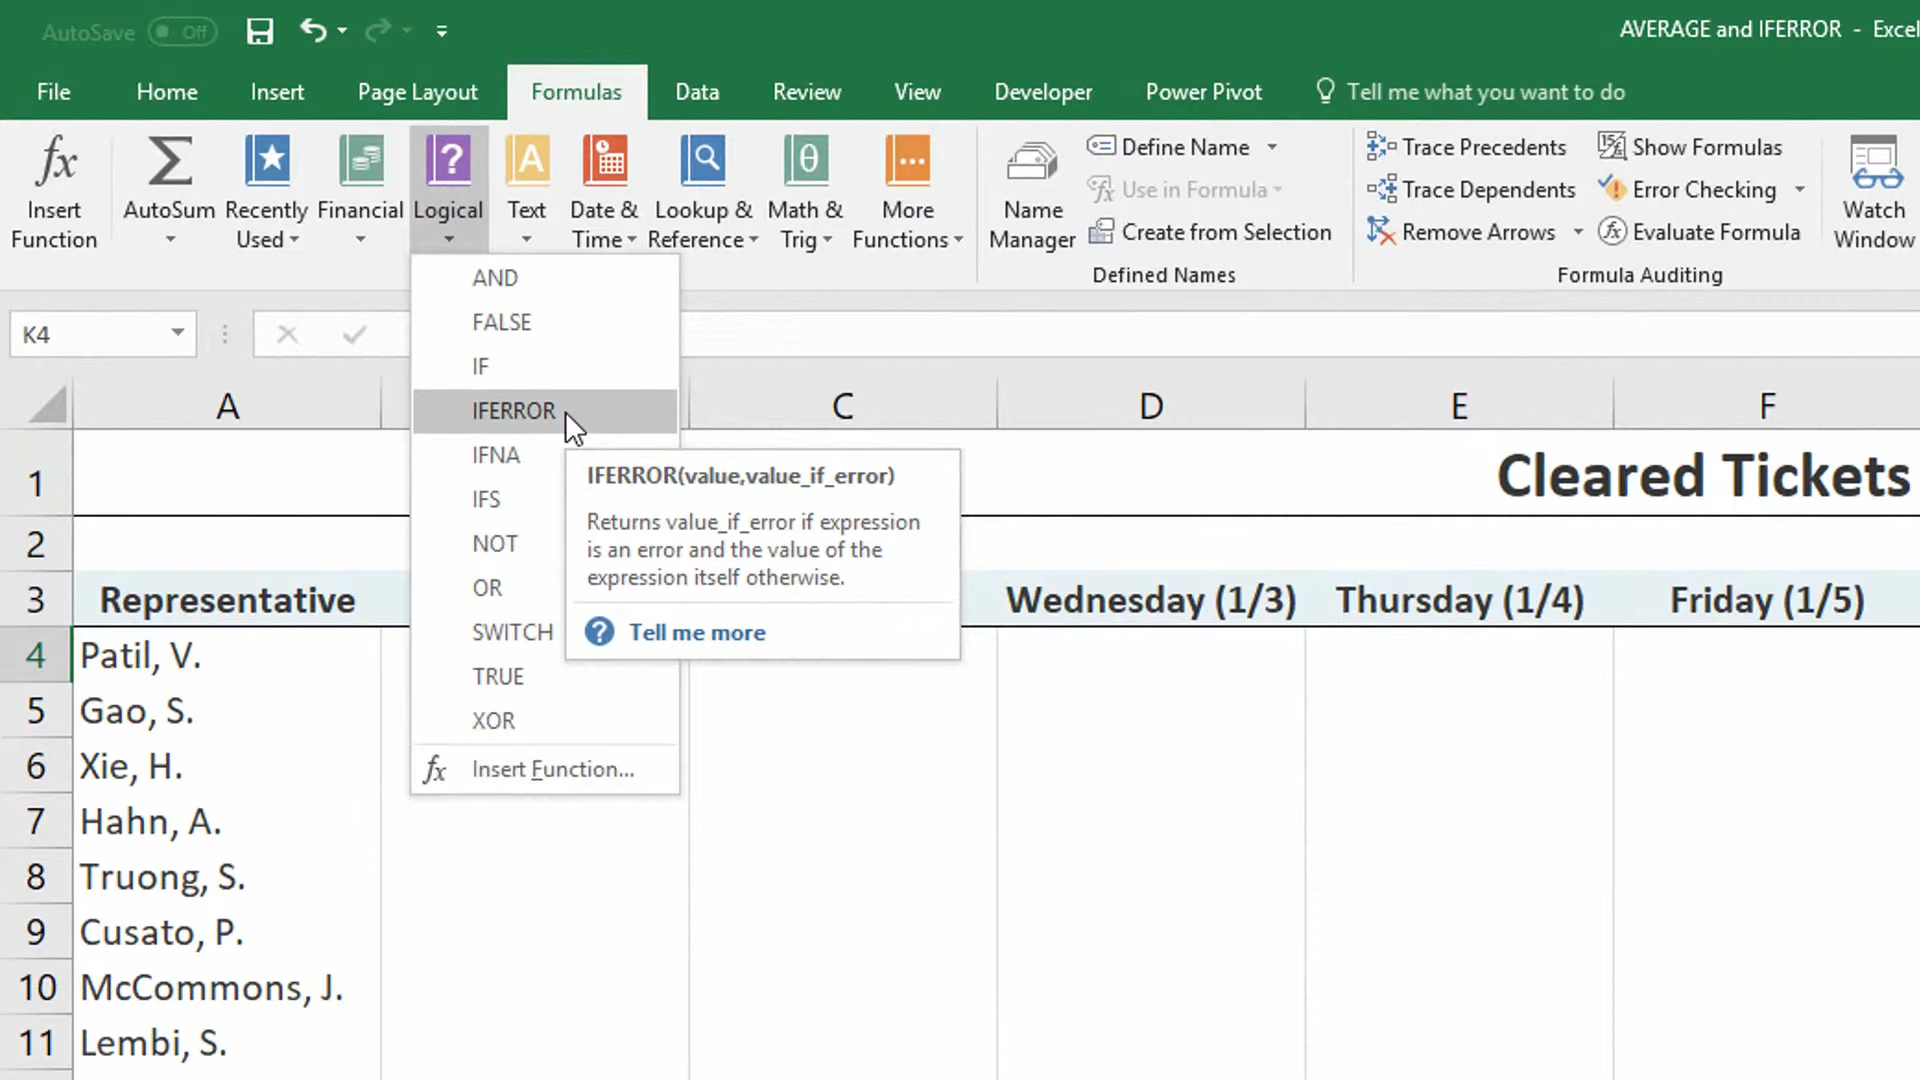 AutoSave Off
AVERAGE and IFERROR - Excel
File Home Insert Page Layout Formulas Data Review View Developer Power Pivot Tell me what you want to do
fx Insert Function
Σ AutoSum
Recently Used
Financial
? Logical
A Text
Date & Time
Lookup & Reference
θ Math & Trig
More Functions
Name Manager
Define Name
Use in Formula
Create from Selection
Defined Names
Trace Precedents
Trace Dependents
Remove Arrows
Show Formulas
Error Checking
Evaluate Formula
Formula Auditing
Watch Window
K4
AND
FALSE
IF
IFERROR
IFNA
IFS
NOT
OR
SWITCH
TRUE
XOR
fx Insert Function...
IFERROR(value,value_if_error)
Returns value_if_error if expression
is an error and the value of the
expression itself otherwise.
? Tell me more
A C D E F
1 Cleared Tickets
2
3 Representative Wednesday (1/3) Thursday (1/4) Friday (1/5)
4 Patil, V.
5 Gao, S.
6 Xie, H.
7 Hahn, A.
8 Truong, S.
9 Cusato, P.
10 McCommons, J.
11 Lembi, S.